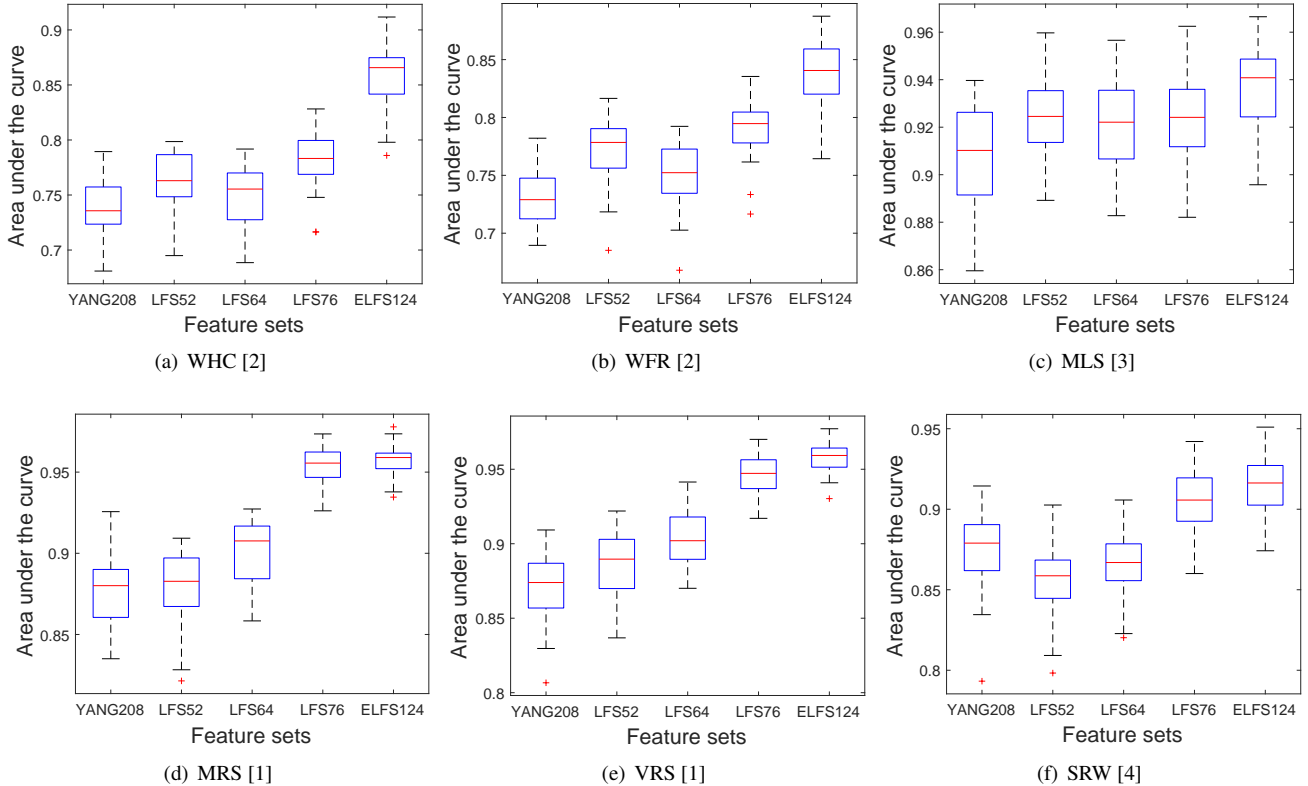 0.9
0.85
0.8
0.75
0.7
Area under the curve
YANG208 LFS52 LFS64 LFS76 ELFS124
Feature sets
(a) WHC [2]
0.85
0.8
0.75
0.7
Area under the curve
YANG208 LFS52 LFS64 LFS76 ELFS124
Feature sets
(b) WFR [2]
0.96
0.94
0.92
0.9
0.88
0.86
Area under the curve
YANG208 LFS52 LFS64 LFS76 ELFS124
Feature sets
(c) MLS [3]
0.95
0.9
0.85
Area under the curve
YANG208 LFS52 LFS64 LFS76 ELFS124
Feature sets
(d) MRS [1]
0.95
0.9
0.85
0.8
Area under the curve
YANG208 LFS52 LFS64 LFS76 ELFS124
Feature sets
(e) VRS [1]
0.95
0.9
0.85
0.8
Area under the curve
YANG208 LFS52 LFS64 LFS76 ELFS124
Feature sets
(f) SRW [4]